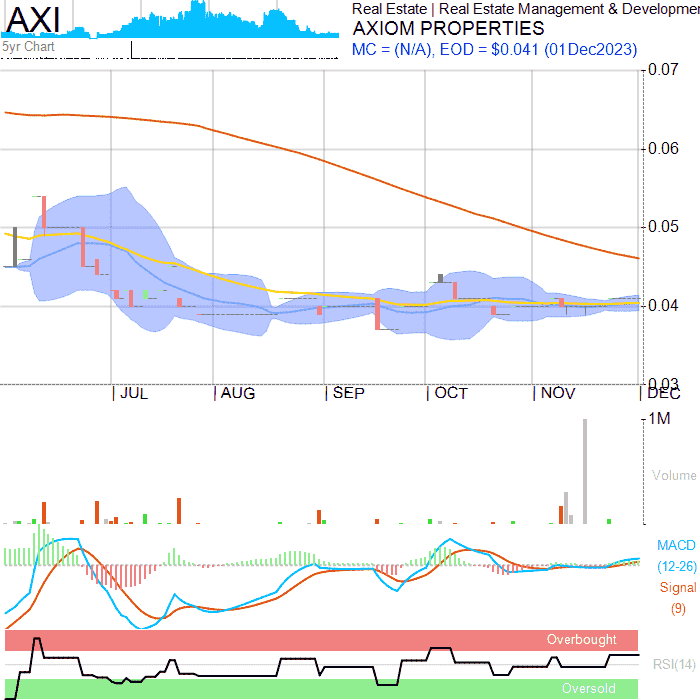 AXI
Real Estate | Real Estate Management & Developmen
AXIOM PROPERTIES
MC = (N/A), EOD = $0.041 (01Dec2023)
5yr Chart
0.07
0.06
0.05
0.04
0.03
JUL AUG SEP OCT NOV DEC
1M
Volume
MACD
(12-26)
Signal
(9)
Overbought
RSI(14)
Oversold